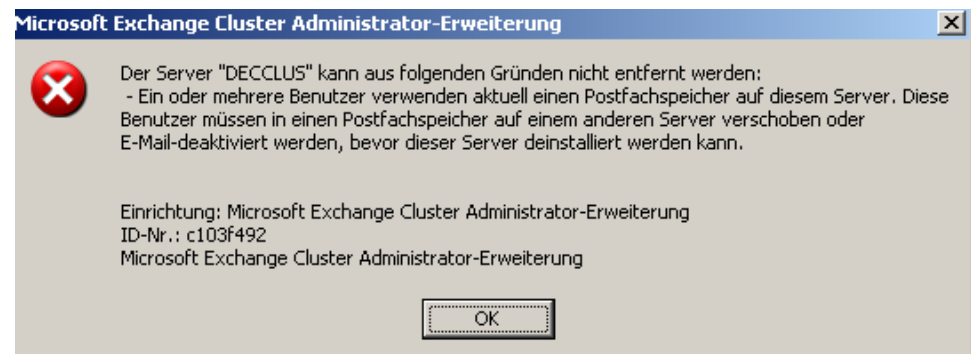 Microsoft Exchange Cluster Administrator-Erweiterung
Der Server "DECCLUS" kann aus folgenden Gründen nicht entfernt werden:
- Ein oder mehrere Benutzer verwenden aktuell einen Postfachspeicher auf diesem Server. Diese
Benutzer müssen in einen Postfachspeicher auf einem anderen Server verschoben oder
E-Mail-deaktiviert werden, bevor dieser Server deinstalliert werden kann.
Einrichtung: Microsoft Exchange Cluster Administrator-Erweiterung
ID-Nr.: c103f492
Microsoft Exchange Cluster Administrator-Erweiterung
OK